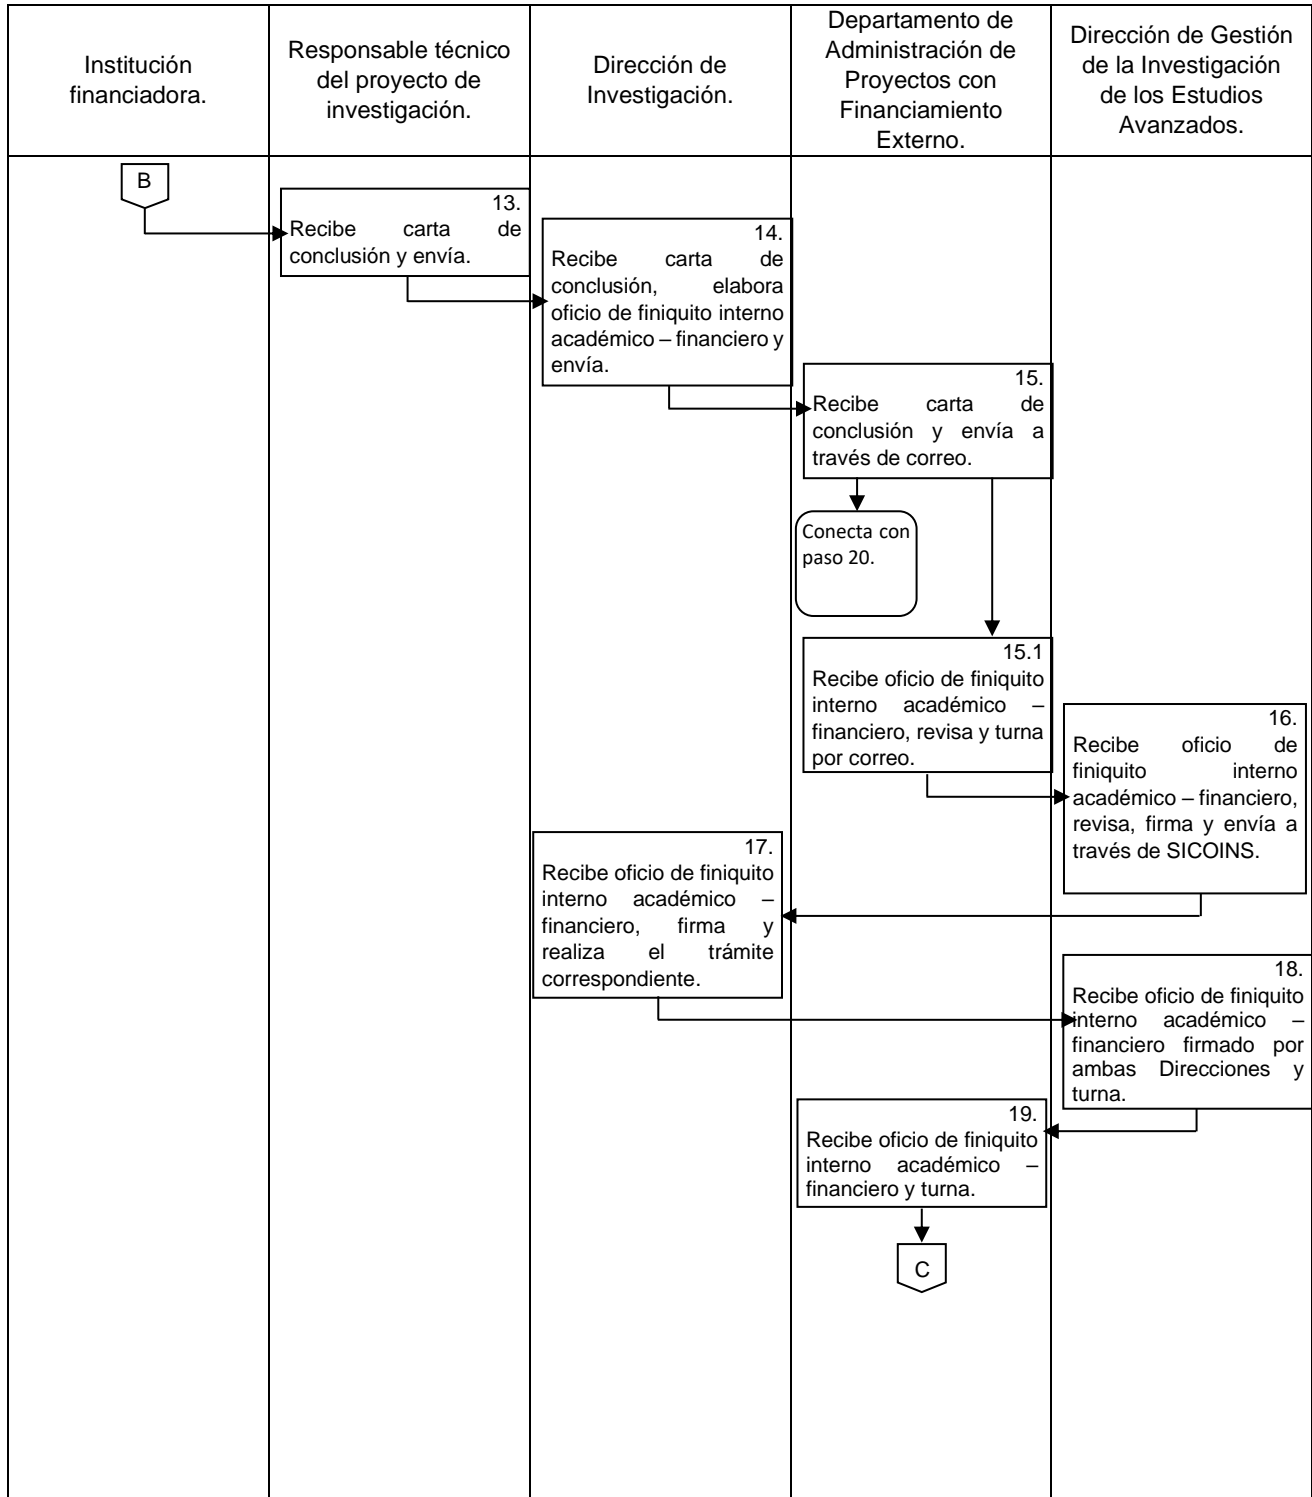 Institución
financiadora.
Responsable técnico
del proyecto de
investigación.
Dirección de
Investigación.
Departamento de
Administración de
Proyectos con
Financiamiento
Externo.
Dirección de Gestión
de la Investigación
de los Estudios
Avanzados.
B
13.
Recibe carta de
conclusión y envía.
14.
Recibe carta de
conclusión, elabora
oficio de finiquito interno
académico – financiero y
envía.
15.
Recibe carta de
conclusión y envía a
través de correo.
Conecta con
paso 20.
15.1
Recibe oficio de finiquito
interno académico –
financiero, revisa y turna
por correo.
16.
Recibe oficio de
finiquito interno
académico – financiero,
revisa, firma y envía a
través de SICOINS.
17.
Recibe oficio de finiquito
interno académico –
financiero, firma y
realiza el trámite
correspondiente.
18.
Recibe oficio de finiquito
interno académico –
financiero firmado por
ambas Direcciones y
turna.
19.
Recibe oficio de finiquito
interno académico –
financiero y turna.
C